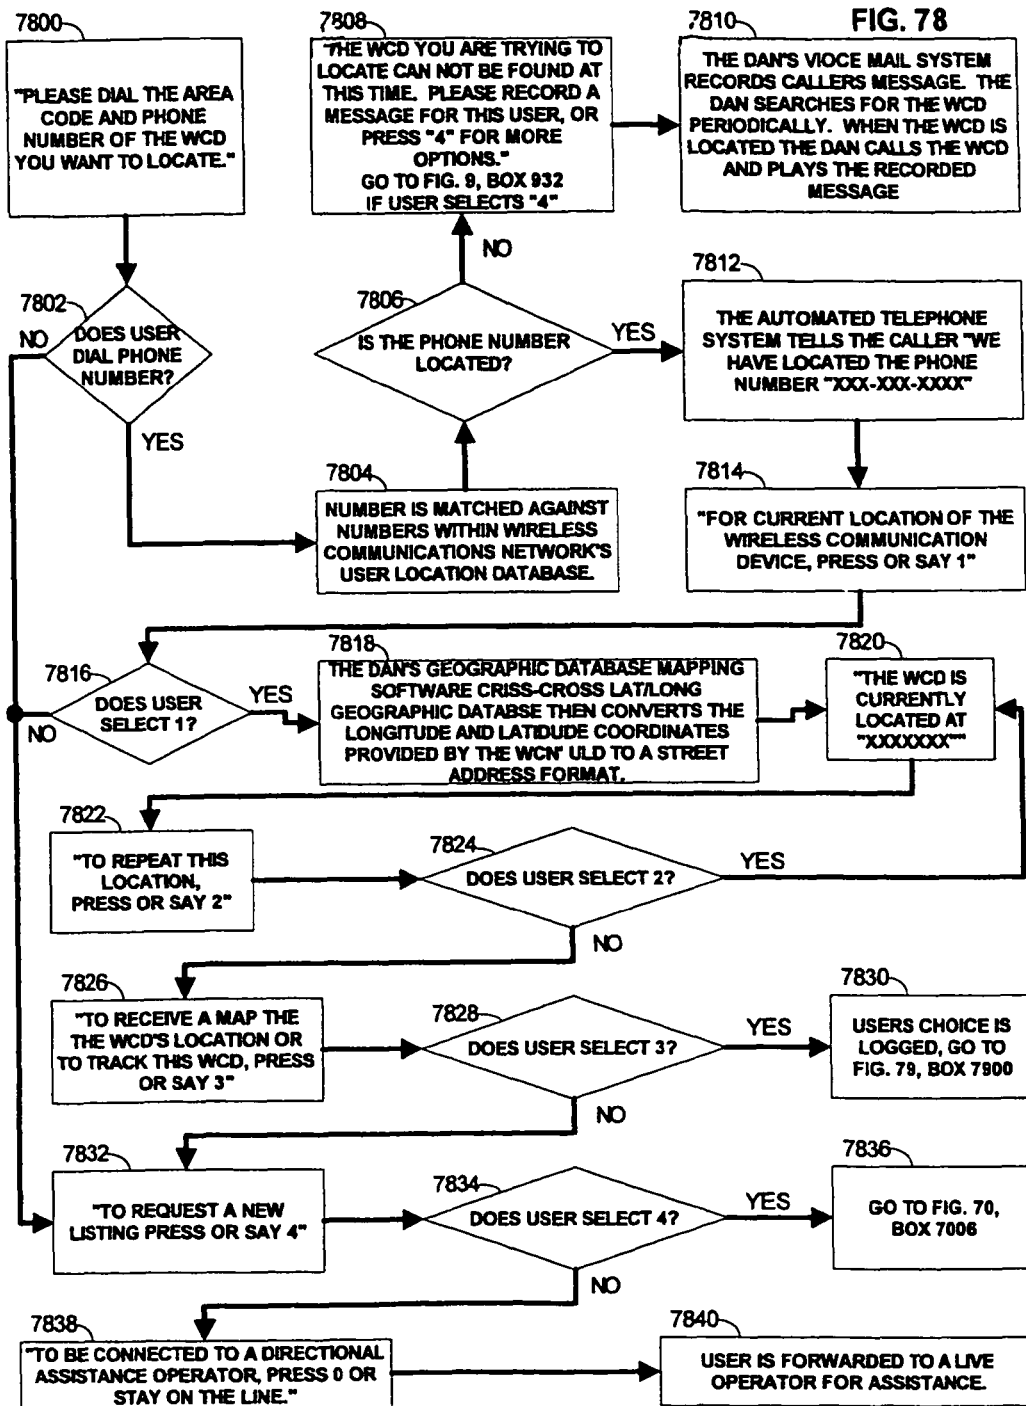 FIG. 78
7800
"PLEASE DIAL THE AREA
CODE AND PHONE
NUMBER OF THE WCD
YOU WANT TO LOCATE."
7808
"THE WCD YOU ARE TRYING TO
LOCATE CAN NOT BE FOUND AT
THIS TIME. PLEASE RECORD A
MESSAGE FOR THIS USER, OR
PRESS "4" FOR MORE
OPTIONS."
GO TO FIG. 9, BOX 932
IF USER SELECTS "4"
7810
THE DAN'S VIOCE MAIL SYSTEM
RECORDS CALLERS MESSAGE. THE
DAN SEARCHES FOR THE WCD
PERIODICALLY. WHEN THE WCD IS
LOCATED THE DAN CALLS THE WCD
AND PLAYS THE RECORDED
MESSAGE
7802
NO
DOES USER
DIAL PHONE
NUMBER?
YES
NO
7806
IS THE PHONE NUMBER
LOCATED?
YES
7812
THE AUTOMATED TELEPHONE
SYSTEM TELLS THE CALLER "WE
HAVE LOCATED THE PHONE
NUMBER "XXX-XXX-XXXX"
7804
NUMBER IS MATCHED AGAINST
NUMBERS WITHIN WIRELESS
COMMUNICATIONS NETWORK'S
USER LOCATION DATABASE.
7814
"FOR CURRENT LOCATION OF THE
WIRELESS COMMUNICATION
DEVICE, PRESS OR SAY 1"
7816
DOES USER
SELECT 1?
YES
NO
7818
THE DAN'S GEOGRAPHIC DATABASE MAPPING
SOFTWARE CRISS-CROSS LAT/LONG
GEOGRAPHIC DATABSE THEN CONVERTS THE
LONGITUDE AND LATIDUDE COORDINATES
PROVIDED BY THE WCN' ULD TO A STREET
ADDRESS FORMAT.
7820
"THE WCD IS
CURRENTLY
LOCATED AT
"XXXXXXX""
7822
"TO REPEAT THIS
LOCATION,
PRESS OR SAY 2"
7824
DOES USER SELECT 2?
YES
NO
7826
"TO RECEIVE A MAP THE
THE WCD'S LOCATION OR
TO TRACK THIS WCD, PRESS
OR SAY 3"
7828
DOES USER SELECT 3?
YES
NO
7830
USERS CHOICE IS
LOGGED, GO TO
FIG. 79, BOX 7900
7832
"TO REQUEST A NEW
LISTING PRESS OR SAY 4"
7834
DOES USER SELECT 4?
YES
NO
7836
GO TO FIG. 70,
BOX 7006
7838
"TO BE CONNECTED TO A DIRECTIONAL
ASSISTANCE OPERATOR, PRESS 0 OR
STAY ON THE LINE."
7840
USER IS FORWARDED TO A LIVE
OPERATOR FOR ASSISTANCE.